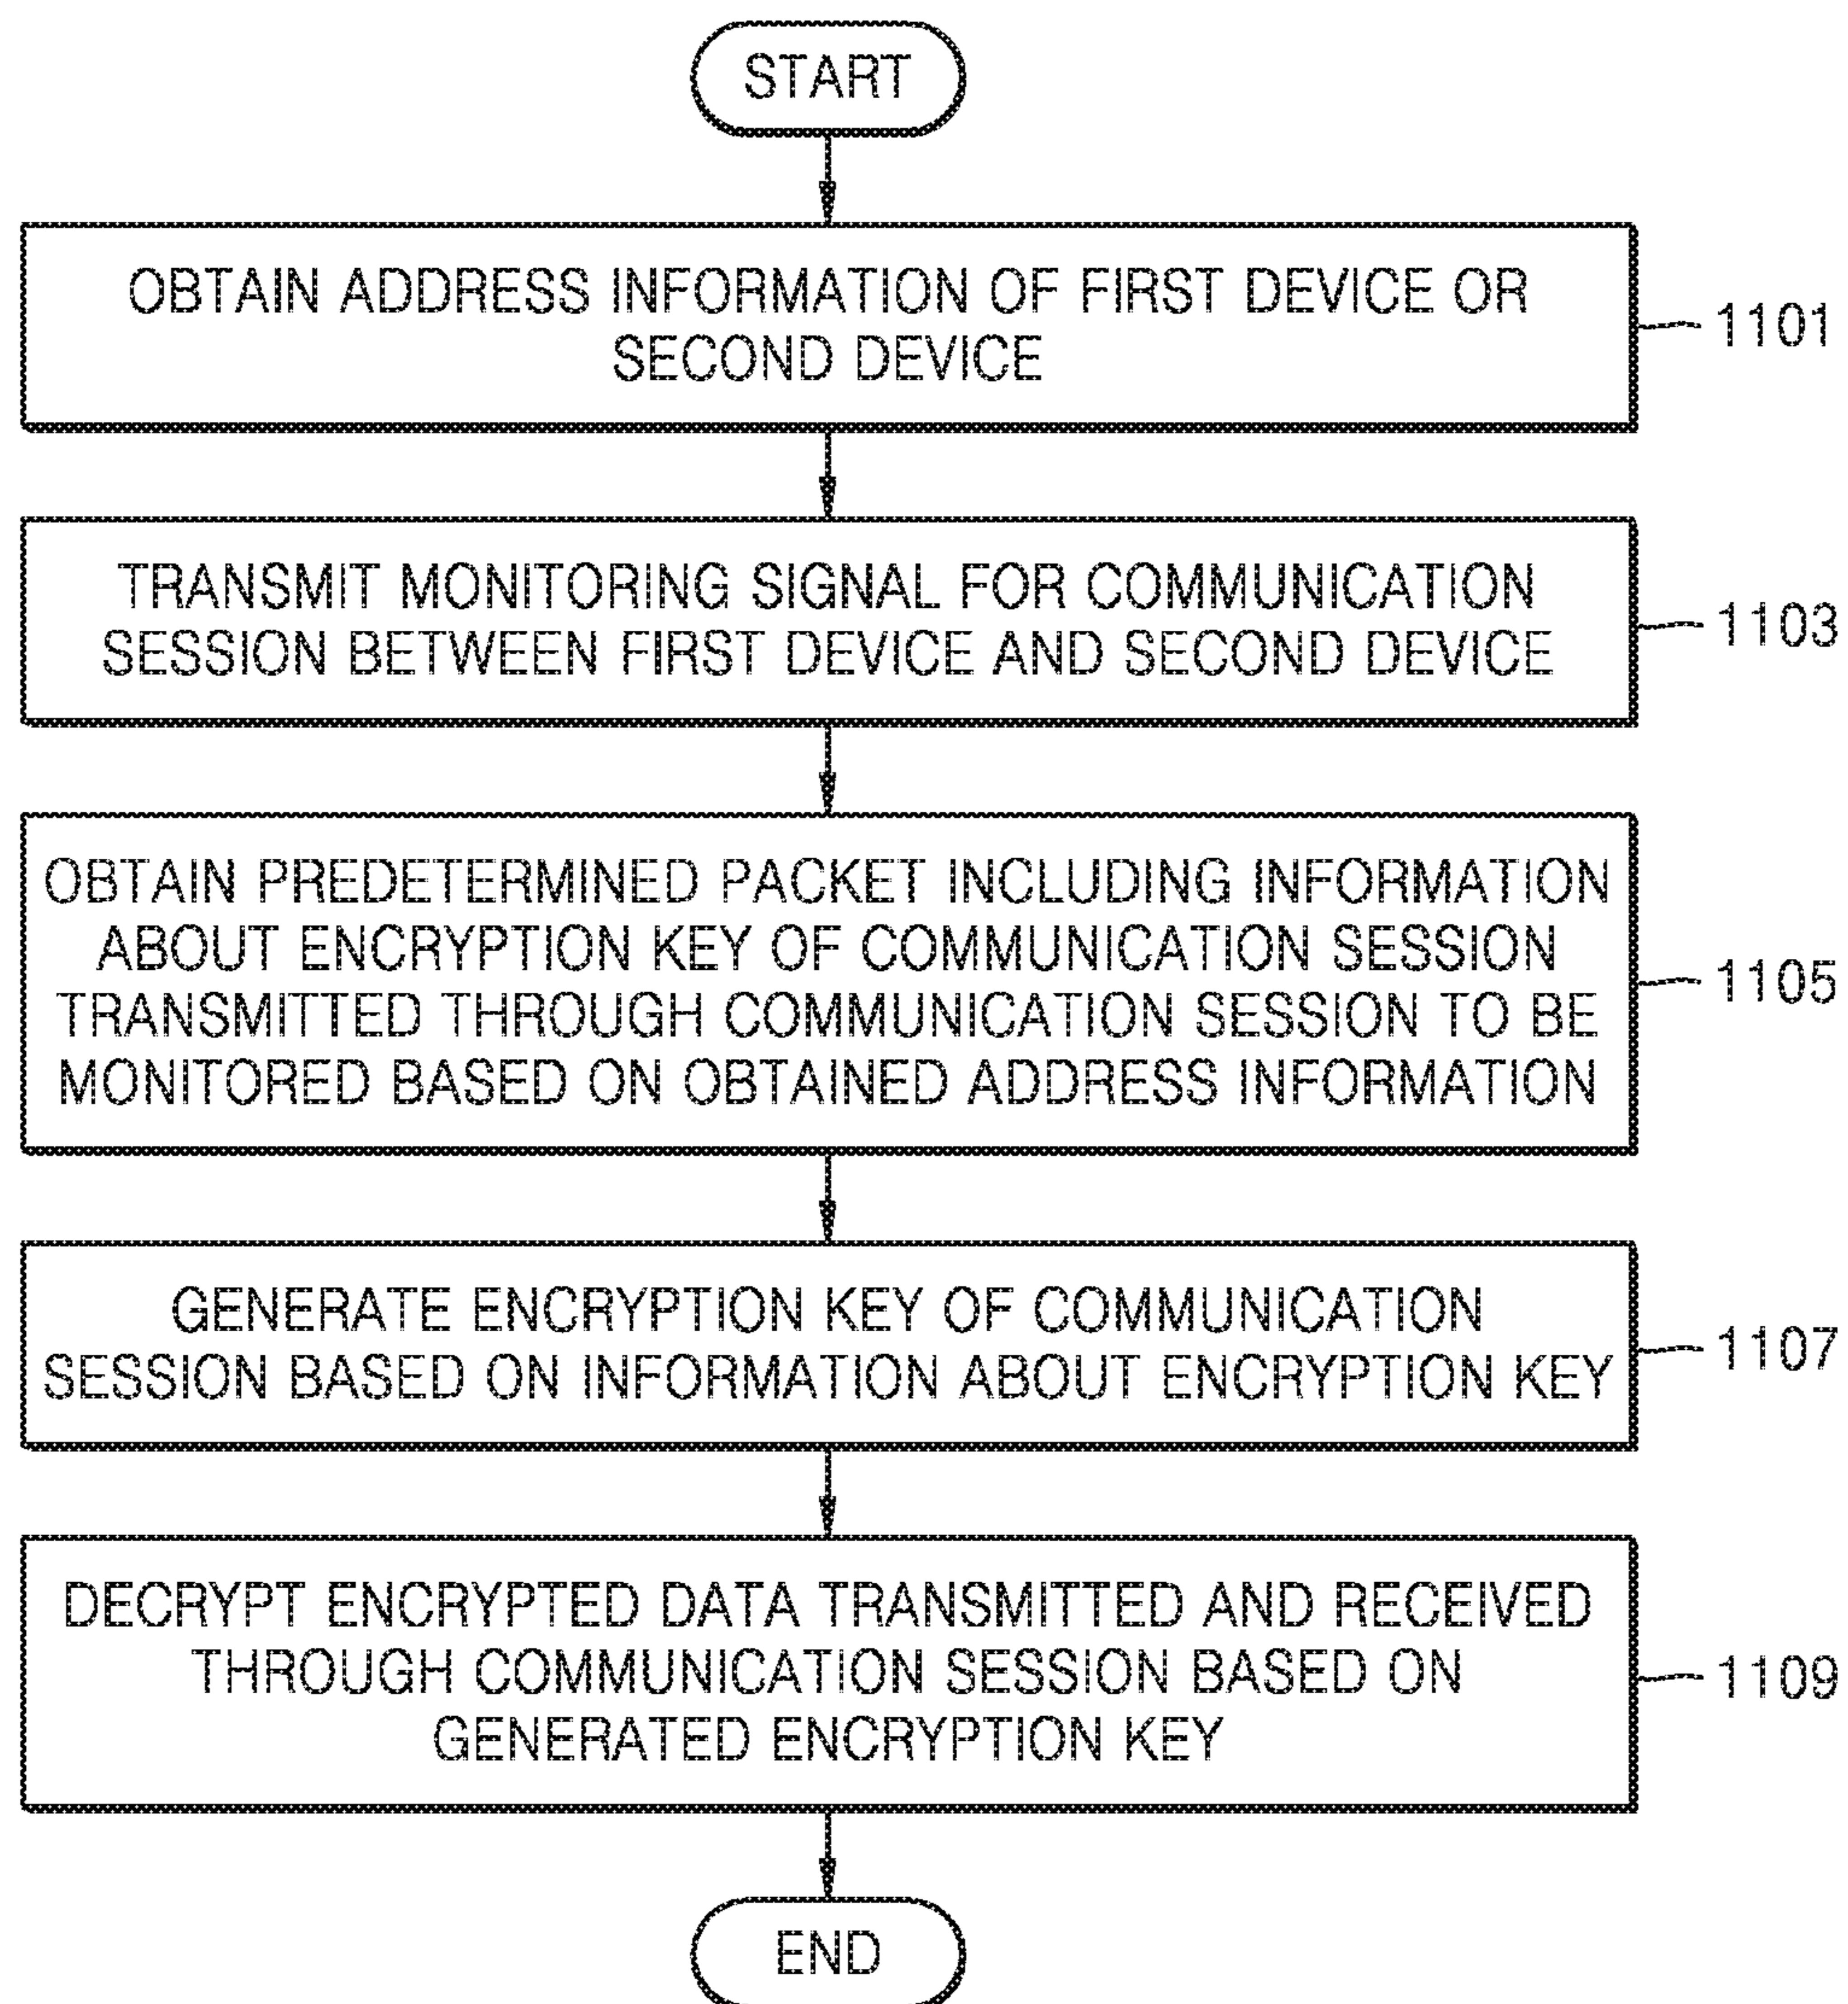 START
OBTAIN ADDRESS INFORMATION OF FIRST DEVICE OR
SECOND DEVICE
1101
TRANSMIT MONITORING SIGNAL FOR COMMUNICATION
SESSION BETWEEN FIRST DEVICE AND SECOND DEVICE
1103
OBTAIN PREDETERMINED PACKET INCLUDING INFORMATION
ABOUT ENCRYPTION KEY OF COMMUNICATION SESSION
TRANSMITTED THROUGH COMMUNICATION SESSION TO BE
MONITORED BASED ON OBTAINED ADDRESS INFORMATION
1105
GENERATE ENCRYPTION KEY OF COMMUNICATION
SESSION BASED ON INFORMATION ABOUT ENCRYPTION KEY
1107
DECRYPT ENCRYPTED DATA TRANSMITTED AND RECEIVED
THROUGH COMMUNICATION SESSION BASED ON
GENERATED ENCRYPTION KEY
1109
END